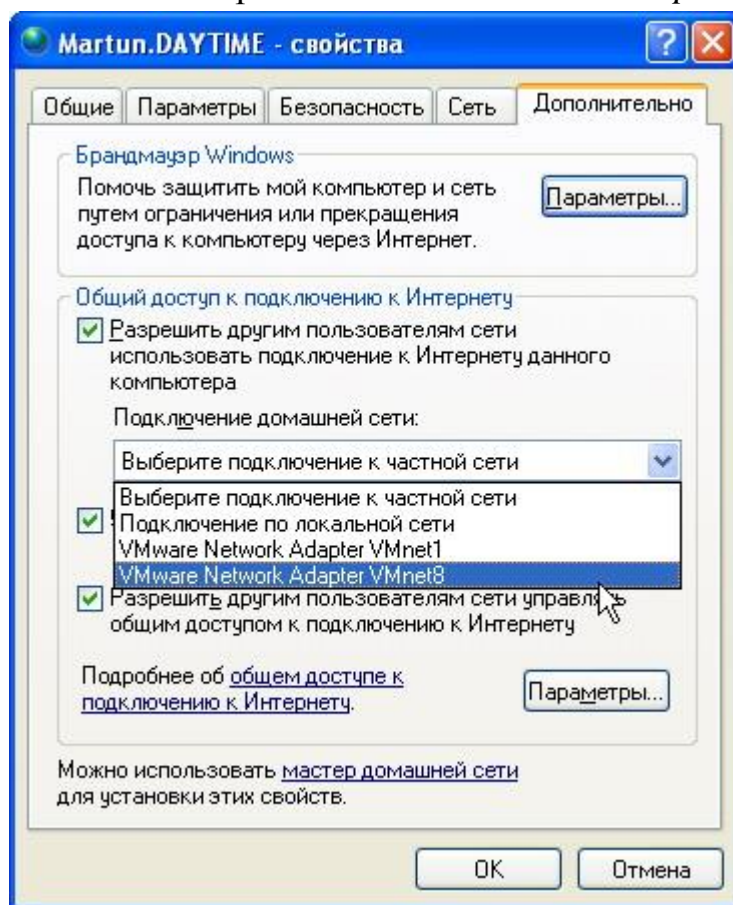 Martun.DAYTIME - свойства
Общие Параметры Безопасность Сеть Дополнительно
Брандмауэр Windows
Помочь защитить мой компьютер и сеть
путем ограничения или прекращения
доступа к компьютеру через Интернет.
Параметры...
Общий доступ к подключению к Интернету
Разрешить другим пользователям сети
использовать подключение к Интернету данного
компьютера
Подключение домашней сети:
Выберите подключение к частной сети
Выберите подключение к частной сети
Подключение по локальной сети
VMware Network Adapter VMnet1
VMware Network Adapter VMnet8
Разрешить другим пользователям сети управлять
общим доступом к подключению к Интернету
Подробнее об общем доступе к
подключению к Интернету.
Параметры...
Можно использовать мастер домашней сети
для установки этих свойств.
ОК Отмена